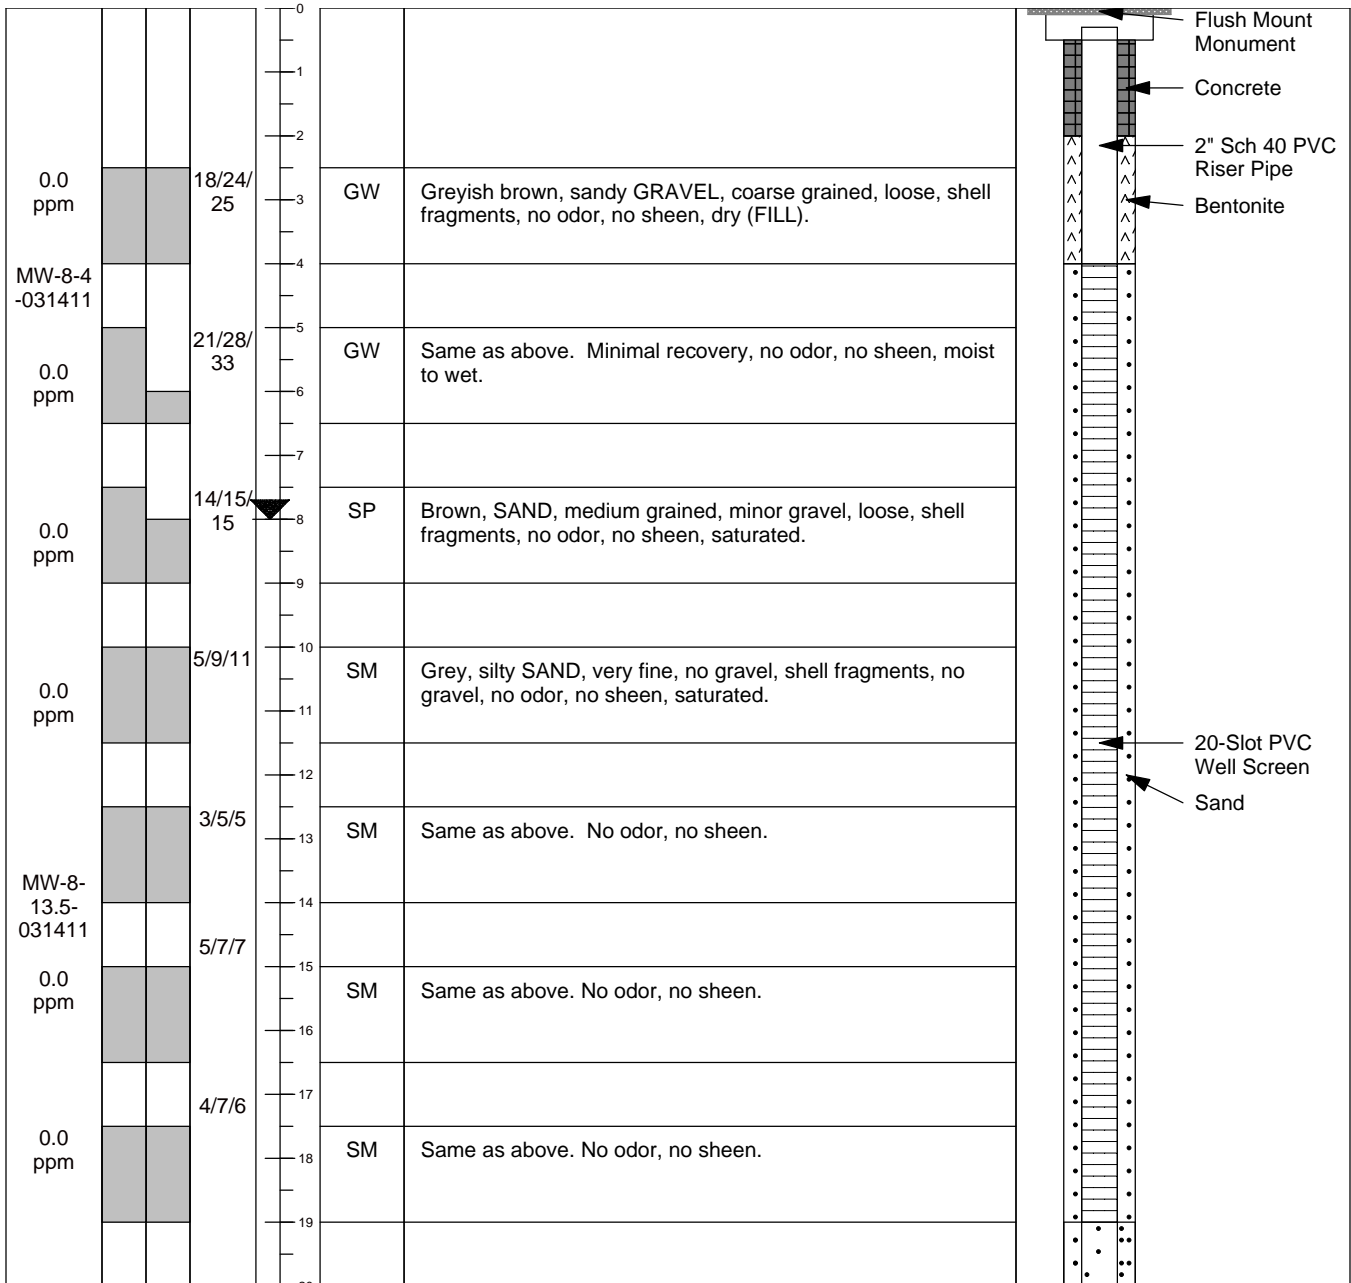 0
Flush Mount
Monument
1
Concrete
2
2" Sch 40 PVC
Riser Pipe
0.0
ppm
18/24/
25
3
GW
Greyish brown, sandy GRAVEL, coarse grained, loose, shell
fragments, no odor, no sheen, dry (FILL).
Bentonite
4
MW-8-4
-031411
5
0.0
ppm
21/28/
33
6
GW
Same as above.  Minimal recovery, no odor, no sheen, moist
to wet.
7
0.0
ppm
14/15/
15
8
SP
Brown, SAND, medium grained, minor gravel, loose, shell
fragments, no odor, no sheen, saturated.
9
10
0.0
ppm
5/9/11
11
SM
Grey, silty SAND, very fine, no gravel, shell fragments, no
gravel, no odor, no sheen, saturated.
20-Slot PVC
Well Screen
12
Sand
3/5/5
13
SM
Same as above.  No odor, no sheen.
MW-8-
13.5-
031411
14
5/7/7
15
0.0
ppm
SM
Same as above. No odor, no sheen.
16
17
4/7/6
0.0
ppm
18
SM
Same as above. No odor, no sheen.
19